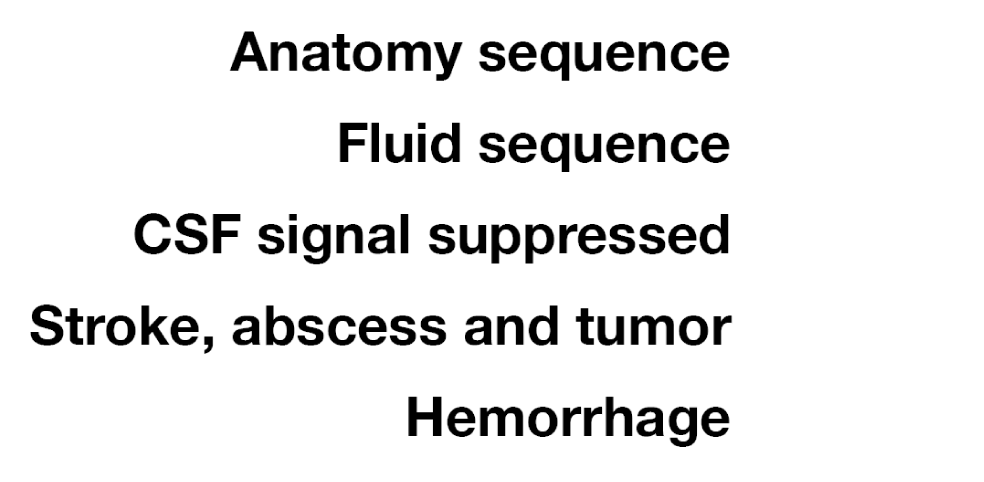 Anatomy sequence
Fluid sequence
CSF signal suppressed
Stroke, abscess and tumor
Hemorrhage